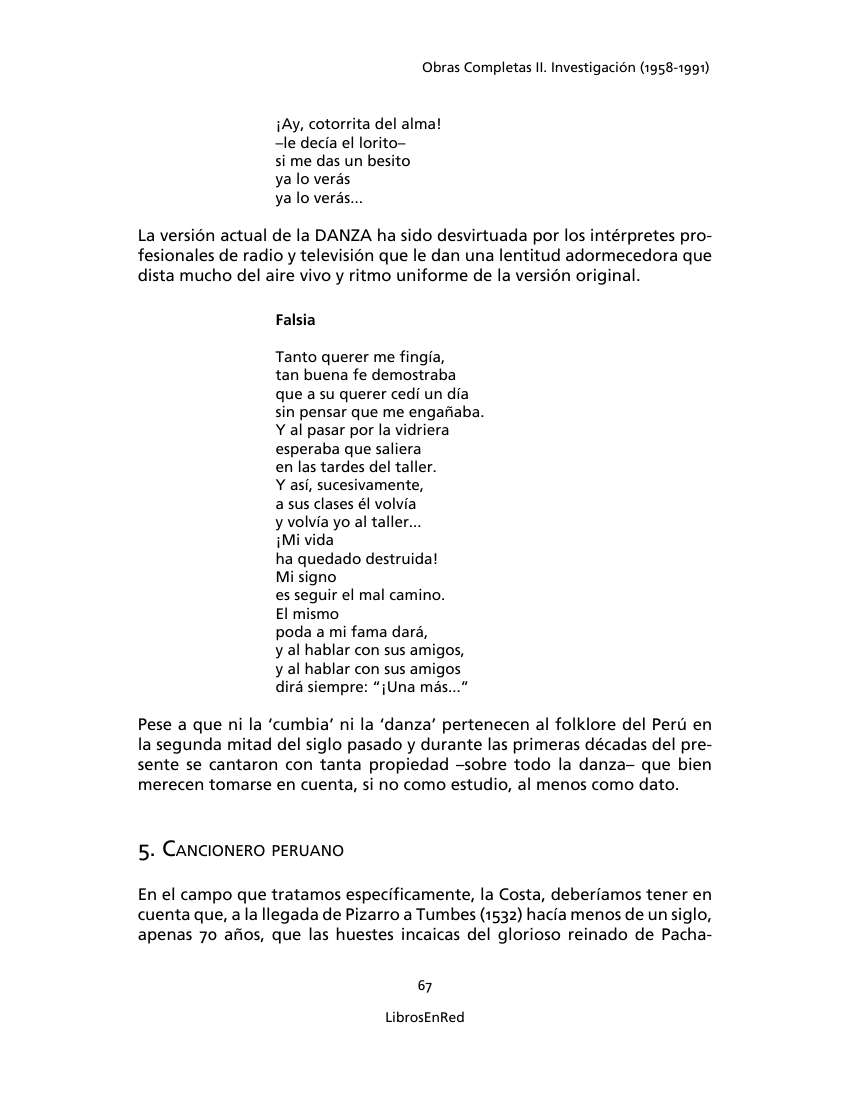 Obras Completas II. Investigación (1958-1991)
¡Ay, cotorrita del alma!
–le decía el lorito–
si me das un besito
ya lo verás
ya lo verás...
La versión actual de la DANZA ha sido desvirtuada por los intérpretes pro-
fesionales de radio y televisión que le dan una lentitud adormecedora que
dista mucho del aire vivo y ritmo uniforme de la versión original.
Falsia
Tanto querer me fingía,
tan buena fe demostraba
que a su querer cedí un día
sin pensar que me engañaba.
Y al pasar por la vidriera
esperaba que saliera
en las tardes del taller.
Y así, sucesivamente,
a sus clases él volvía
y volvía yo al taller...
¡Mi vida
ha quedado destruida!
Mi signo
es seguir el mal camino.
El mismo
poda a mi fama dará,
y al hablar con sus amigos,
y al hablar con sus amigos
dirá siempre: “¡Una más...”
Pese a que ni la ‘cumbia’ ni la ‘danza’ pertenecen al folklore del Perú en
la segunda mitad del siglo pasado y durante las primeras décadas del pre-
sente se cantaron con tanta propiedad –sobre todo la danza– que bien
merecen tomarse en cuenta, si no como estudio, al menos como dato.
5. Cancionero peruano
En el campo que tratamos específicamente, la Costa, deberíamos tener en
cuenta que, a la llegada de Pizarro a Tumbes (1532) hacía menos de un siglo,
apenas 70 años, que las huestes incaicas del glorioso reinado de Pacha-
67
LibrosEnRed